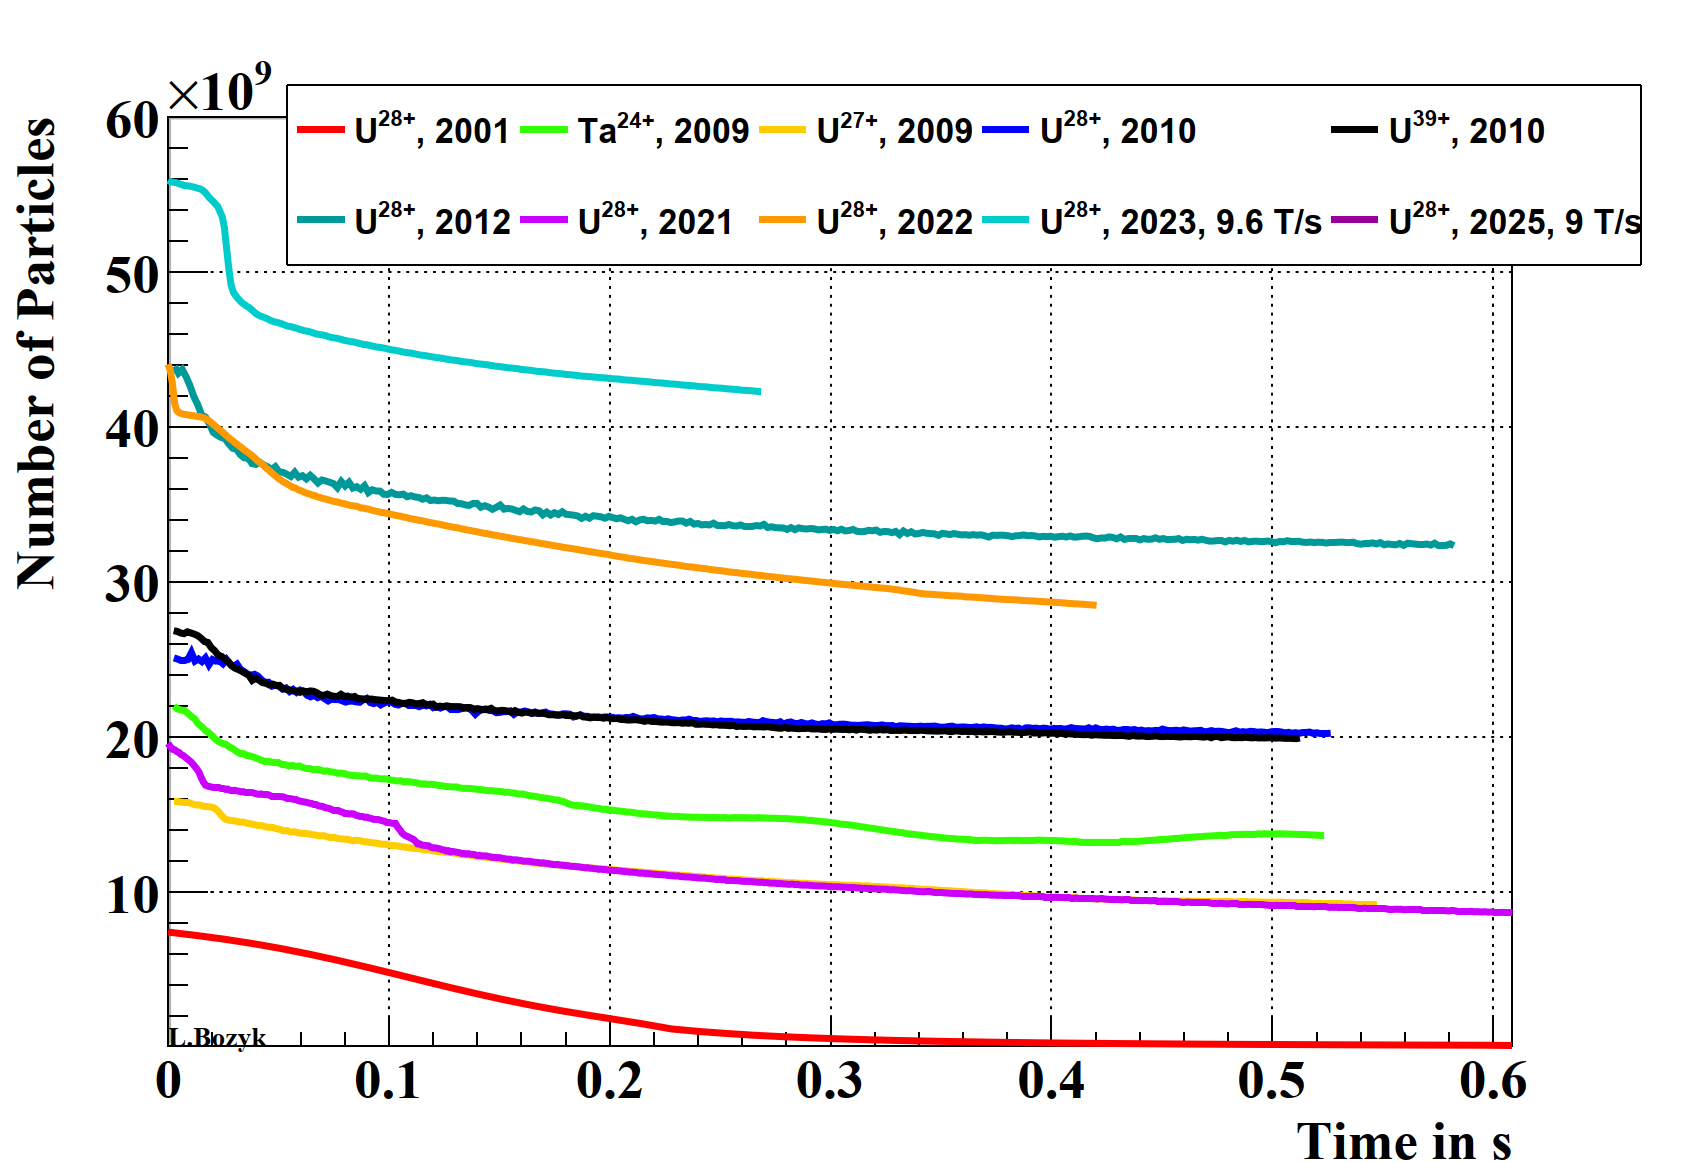 ×10⁹
U²⁸⁺, 2001 Ta²⁴⁺, 2009 U²⁷⁺, 2009 U²⁸⁺, 2010 U³⁹⁺, 2010
U²⁸⁺, 2012 U²⁸⁺, 2021 U²⁸⁺, 2022 U²⁸⁺, 2023, 9.6 T/s U²⁸⁺, 2025, 9 T/s
Number of Particles
60
50
40
30
20
10
L.Bozyk
0 0.1 0.2 0.3 0.4 0.5 0.6
Time in s